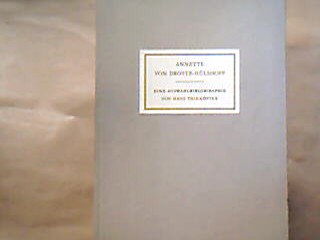 ANNETTE
VON DROSTE-HÜLSHOFF
EINE AUSWAHLBIBLIOGRAPHIE
VON HANS THIEKÖTTER